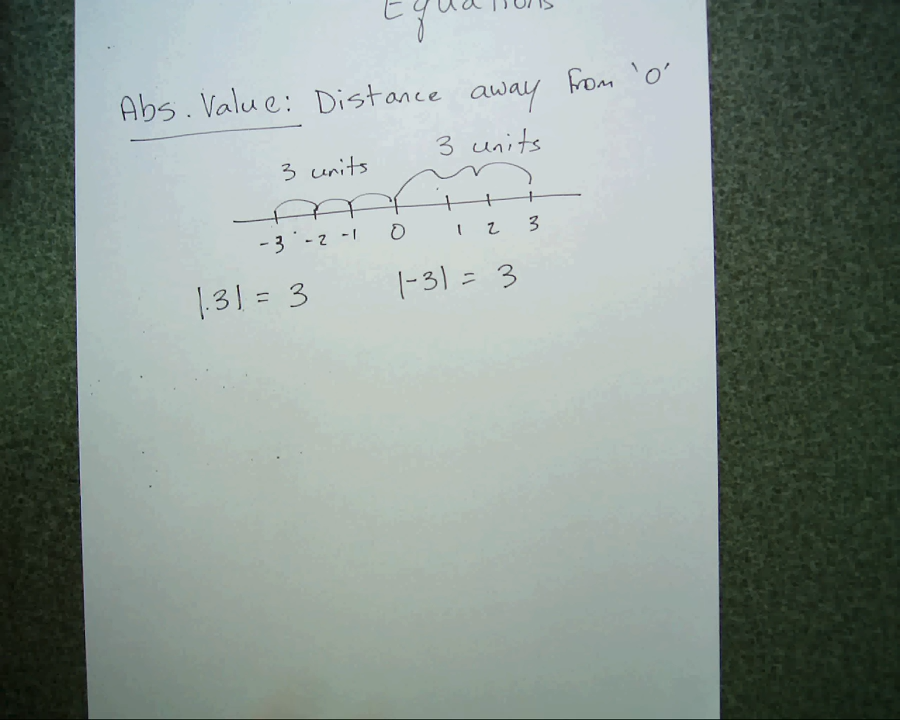 Equations
Abs. Value: Distance away from '0'
3 units 3 units
-3 -2 -1 0 1 2 3
|3| = 3 |-3| = 3